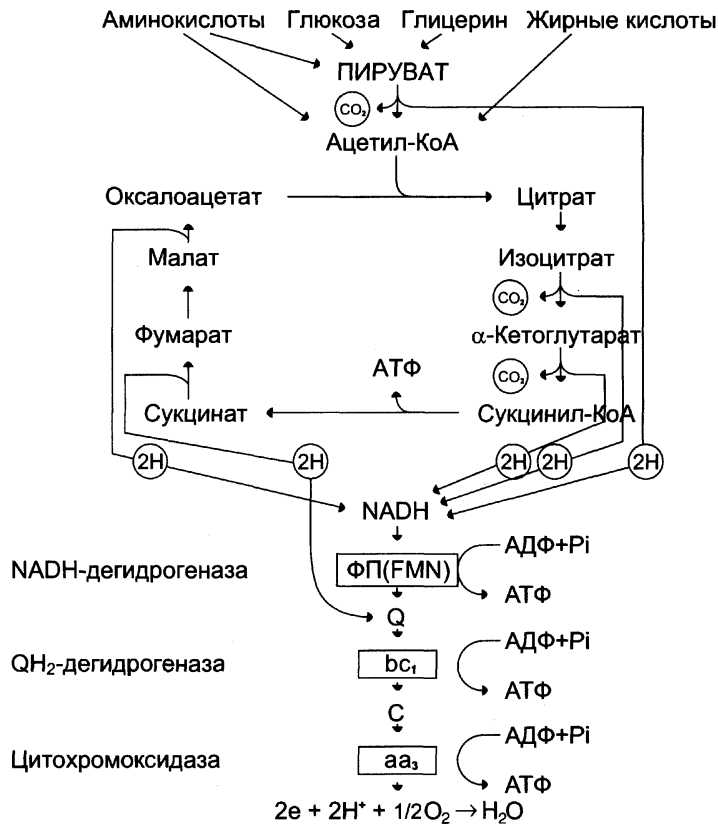 Аминокислоты Глюкоза Глицерин Жирные кислоты
ПИРУВАТ
CO₂
Ацетил-КоА
Оксалоацетат Цитрат
Малат Изоцитрат
CO₂
Фумарат α-Кетоглутарат
АТФ CO₂
Сукцинат Сукцинил-КоА
2H 2H 2H 2H 2H
NADH
АДФ+Pi
NADH-дегидрогеназа ФП(FMN)
АТФ
Q
АДФ+Pi
QH₂-дегидрогеназа bc₁
АТФ
C
АДФ+Pi
Цитохромоксидаза aa₃
АТФ
2e + 2H⁺ + 1/2O₂ → H₂O